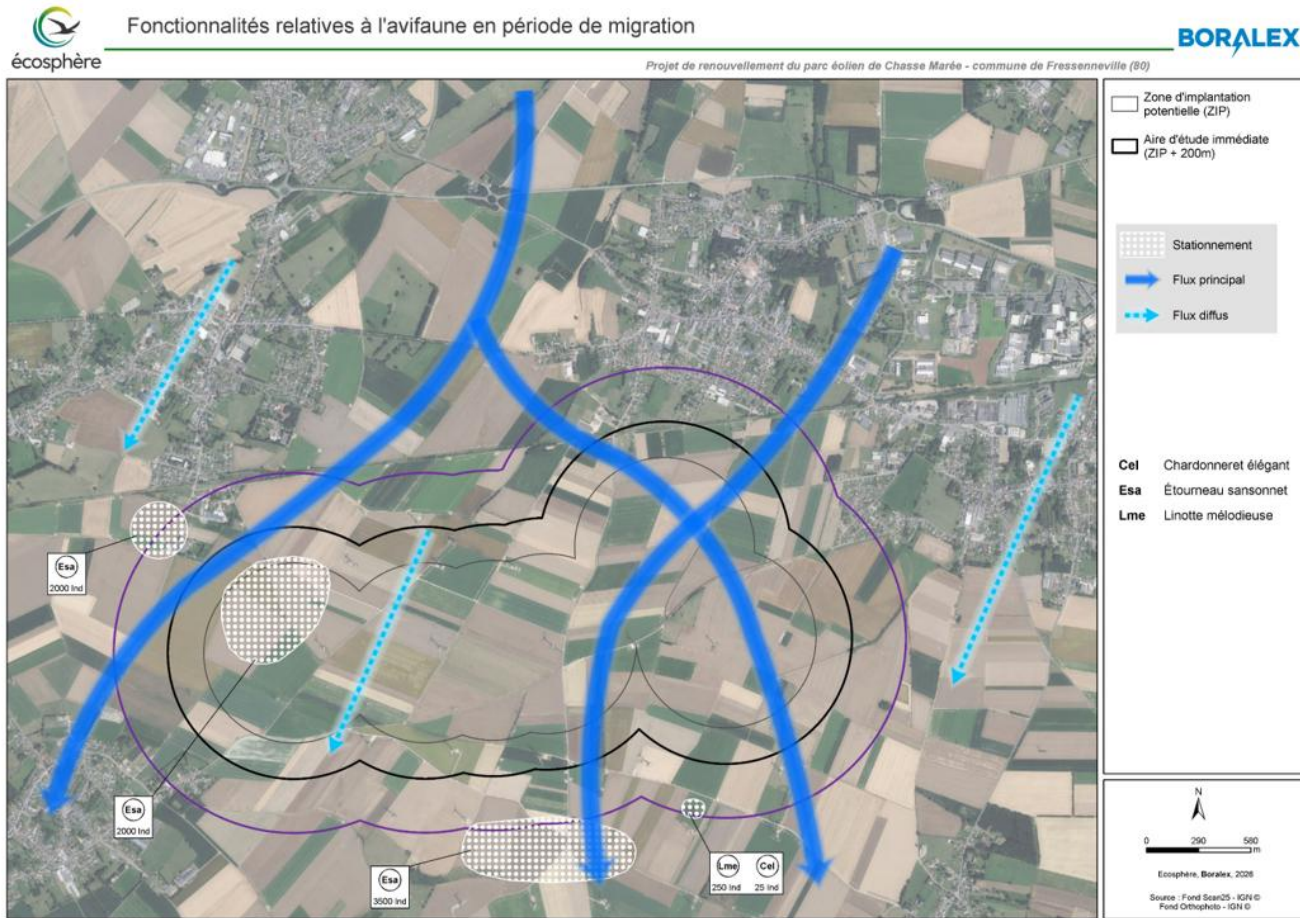 Fonctionnalités relatives à l'avifaune en période de migration
écosphère
BORALEX
Projet de renouvellement du parc éolien de Chasse Marée - commune de Fressenneville (80)
Zone d'implantation
potentielle (ZIP)
Aire d'étude immédiate
(ZIP + 200m)
Stationnement
Flux principal
Flux diffus
Cel Chardonneret élégant
Esa Étourneau sansonnet
Lme Linotte mélodieuse
Esa
2000 Ind
Esa
2000 Ind
Esa
3500 Ind
Lme Cel
250 Ind 25 Ind
N
0 290 580
m
Ecosphère, Boralex, 2026
Source : Fond Scan25 - IGN ©
Fond Orthophoto - IGN ©